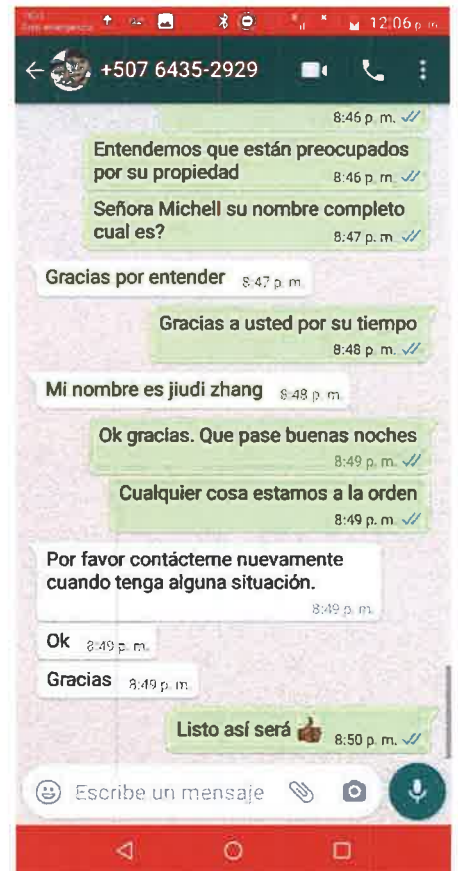 12:06 p. m.
+507 6435-2929
8:46 p. m.
Entendemos que están preocupados
por su propiedad 8:46 p. m.
Señora Michell su nombre completo
cual es? 8:47 p. m.
Gracias por entender 8:47 p. m.
Gracias a usted por su tiempo
8:48 p. m.
Mi nombre es jiudi zhang 8:48 p. m.
Ok gracias. Que pase buenas noches
8:49 p. m.
Cualquier cosa estamos a la orden
8:49 p. m.
Por favor contácteme nuevamente
cuando tenga alguna situación.
8:49 p. m.
Ok 8:49 p. m.
Gracias 8:49 p. m.
Listo así será 8:50 p. m.
Escribe un mensaje